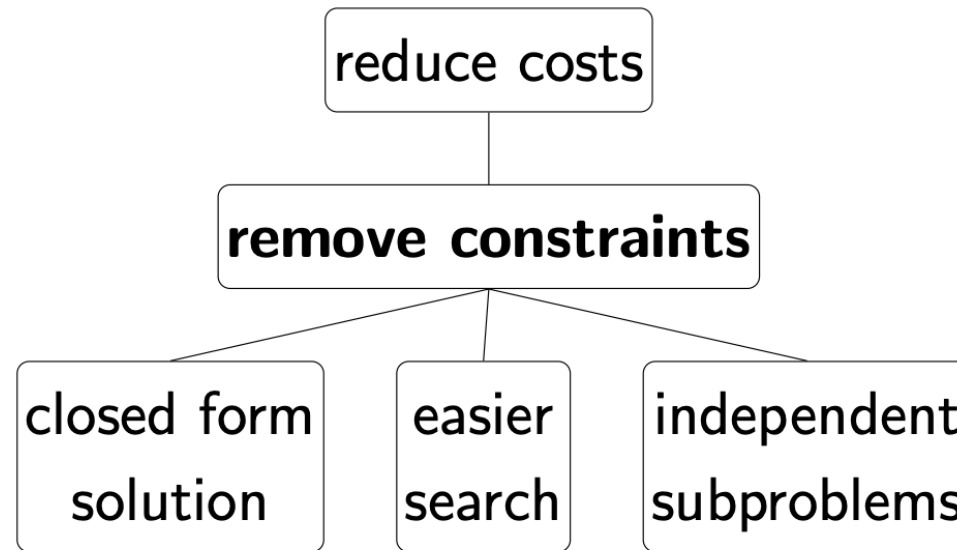 reduce costs
remove constraints
closed form
solution
easier
search
independent
subproblems